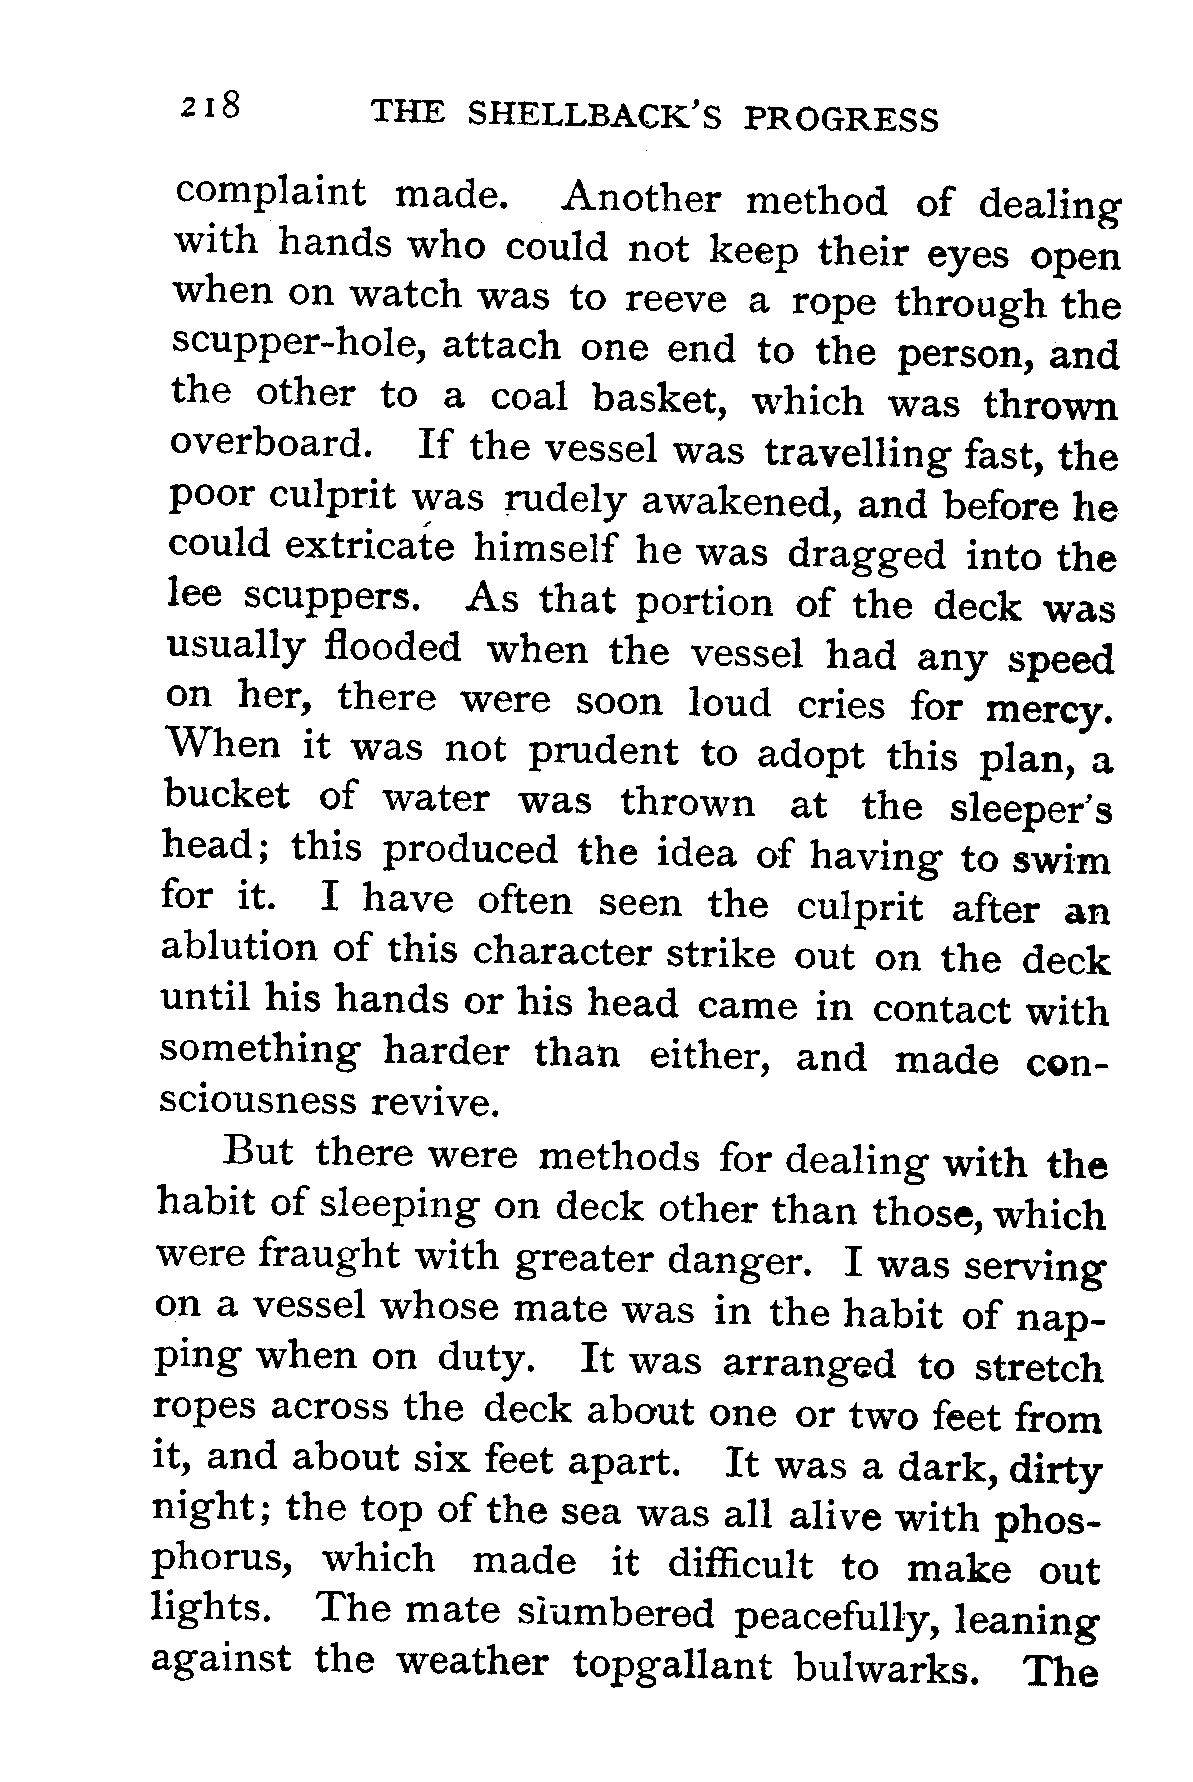 218 THE SHELLBACK'S PROGRESS
complaint made. Another method of dealing
with hands who could not keep their eyes open
when on watch was to reeve a rope through the
scupper-hole, attach one end to the person, and
the other to a coal basket, which was thrown
overboard. If the vessel was travelling fast, the
poor culprit was rudely awakened, and before he
could extricate himself he was dragged into the
lee scuppers. As that portion of the deck was
usually flooded when the vessel had any speed
on her, there were soon loud cries for mercy.
When it was not prudent to adopt this plan, a
bucket of water was thrown at the sleeper's
head; this produced the idea of having to swim
for it. I have often seen the culprit after an
ablution of this character strike out on the deck
until his hands or his head came in contact with
something harder than either, and made con-
sciousness revive.
But there were methods for dealing with the
habit of sleeping on deck other than those, which
were fraught with greater danger. I was serving
on a vessel whose mate was in the habit of nap-
ping when on duty. It was arranged to stretch
ropes across the deck about one or two feet from
it, and about six feet apart. It was a dark, dirty
night; the top of the sea was all alive with phos-
phorus, which made it difficult to make out
lights. The mate slumbered peacefully, leaning
against the weather topgallant bulwarks. The